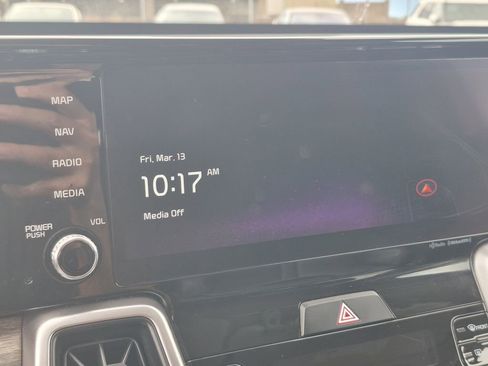 MAP
NAV
RADIO
MEDIA
POWER
PUSH
VOL
Fri, Mar. 13
10:17 AM
Media Off